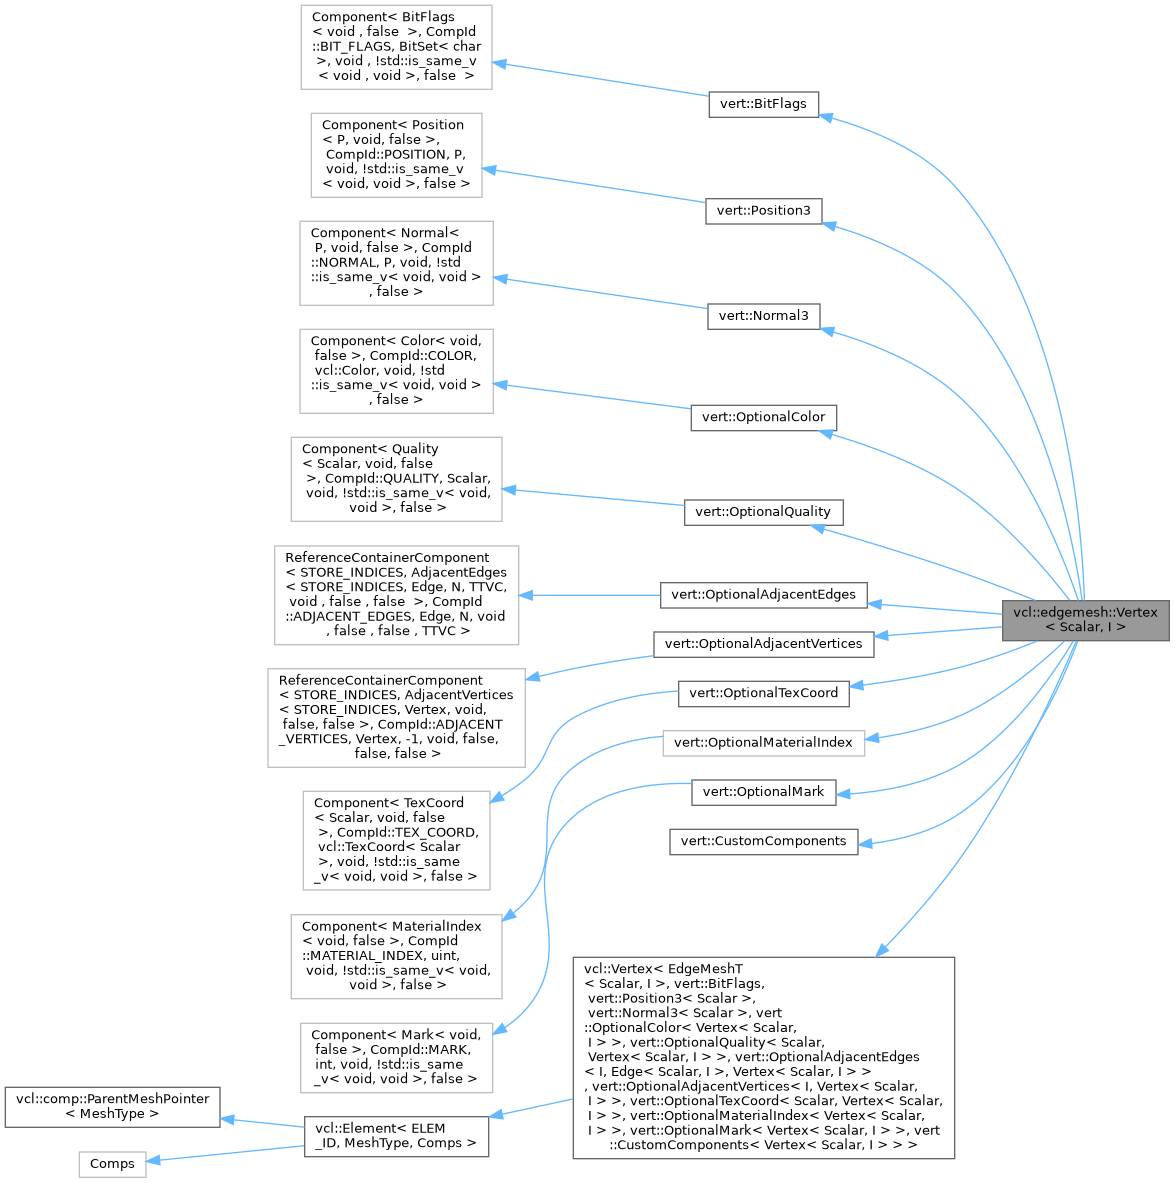 Component< BitFlags
< void , false  >, CompId
::BIT_FLAGS, BitSet< char
>, void , !std::is_same_v
< void , void >, false  >
vert::BitFlags
Component< Position
< P, void, false >,
CompId::POSITION, P,
void, !std::is_same_v
< void, void >, false >
vert::Position3
Component< Normal<
P, void, false >, CompId
::NORMAL, P, void, !std
::is_same_v< void, void >
, false >
vert::Normal3
Component< Color< void,
false >, CompId::COLOR,
vcl::Color, void, !std
::is_same_v< void, void >
, false >
vert::OptionalColor
Component< Quality
< Scalar, void, false
>, CompId::QUALITY, Scalar,
void, !std::is_same_v< void,
void >, false >
vert::OptionalQuality
ReferenceContainerComponent
< STORE_INDICES, AdjacentEdges
< STORE_INDICES, Edge, N, TTVC,
void , false , false  >, CompId
::ADJACENT_EDGES, Edge, N, void
, false , false , TTVC >
vert::OptionalAdjacentEdges
vcl::edgemesh::Vertex
< Scalar, I >
vert::OptionalAdjacentVertices
ReferenceContainerComponent
< STORE_INDICES, AdjacentVertices
< STORE_INDICES, Vertex, void,
false, false >, CompId::ADJACENT
_VERTICES, Vertex, -1, void, false,
false, false >
vert::OptionalTexCoord
vert::OptionalMaterialIndex
vert::OptionalMark
Component< TexCoord
< Scalar, void, false
>, CompId::TEX_COORD,
vcl::TexCoord< Scalar
>, void, !std::is_same
_v< void, void >, false >
vert::CustomComponents
Component< MaterialIndex
< void, false >, CompId
::MATERIAL_INDEX, uint,
void, !std::is_same_v< void,
void >, false >
vcl::Vertex< EdgeMeshT
< Scalar, I >, vert::BitFlags,
vert::Position3< Scalar >,
vert::Normal3< Scalar >, vert
::OptionalColor< Vertex< Scalar,
I > >, vert::OptionalQuality< Scalar,
Vertex< Scalar, I > >, vert::OptionalAdjacentEdges
< I, Edge< Scalar, I >, Vertex< Scalar, I > >
, vert::OptionalAdjacentVertices< I, Vertex< Scalar,
I > >, vert::OptionalTexCoord< Scalar, Vertex< Scalar,
I > >, vert::OptionalMaterialIndex< Vertex< Scalar,
I > >, vert::OptionalMark< Vertex< Scalar, I > >, vert
::CustomComponents< Vertex< Scalar, I > > >
Component< Mark< void,
false >, CompId::MARK,
int, void, !std::is_same
_v< void, void >, false >
vcl::comp::ParentMeshPointer
< MeshType >
vcl::Element< ELEM
_ID, MeshType, Comps >
Comps